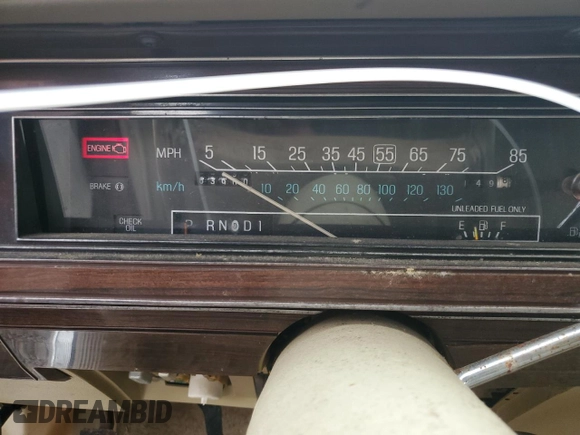 ENGINE
MPH 5 15 25 35 45 55 65 75 85
BRAKE
km/h 10 20 40 60 80 100 120 130
UNLEADED FUEL ONLY
CHECK
OIL
P RNDD1
E F
DREAMBID